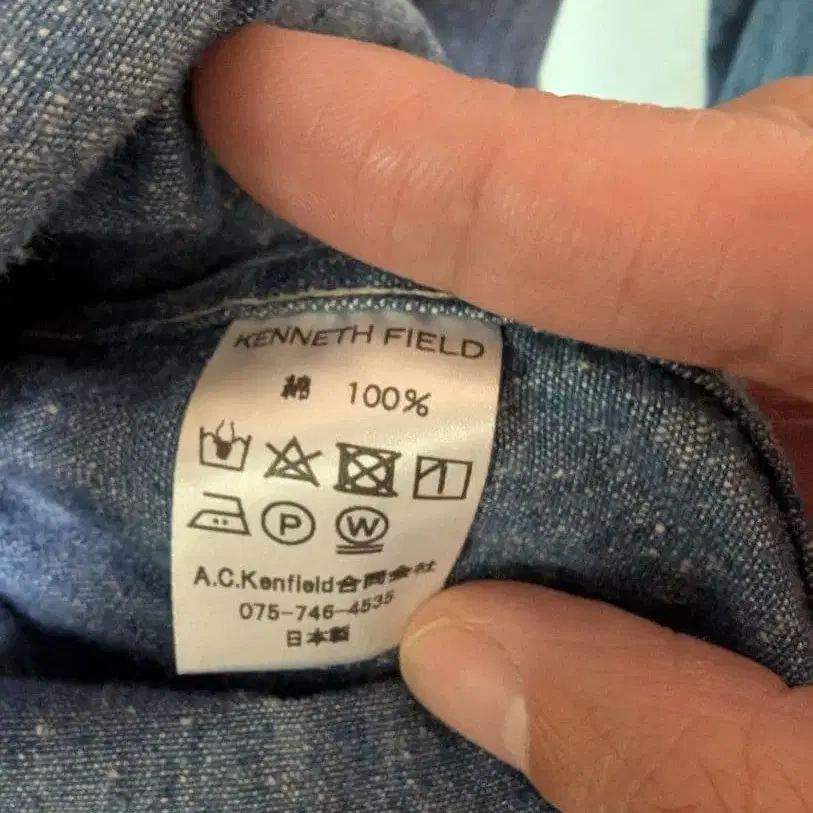 KENNETH FIELD
綿 100%
P W
A.C.Kenfield合同会社
075-746-4535
日本製